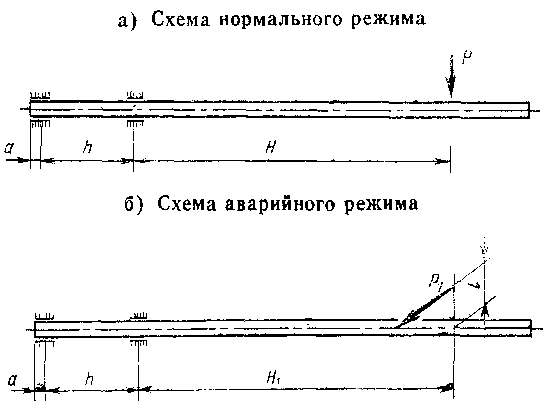 а) Схема нормального режима
P
a
h
H
б) Схема аварийного режима
P₁
l
a
h
H₁